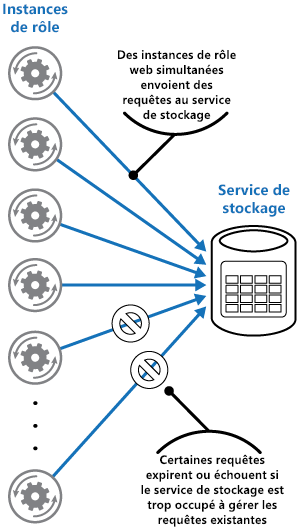 Instances
de rôle
Des instances de rôle
web simultanées
envoient des
requêtes au service
de stockage
Service de
stockage
Certaines requêtes
expirent ou échouent si
le service de stockage est
trop occupé à gérer les
requêtes existantes